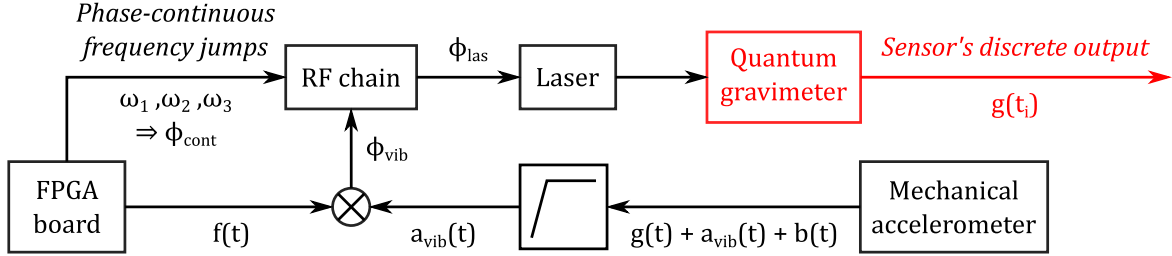 Phase-continuous
frequency jumps
ω₁ ,ω₂ ,ω₃
⇒ ϕcont
RF chain
ϕlas
Laser
Quantum
gravimeter
Sensor's discrete output
g(tᵢ)
ϕvib
FPGA
board
f(t)
avib(t)
g(t) + avib(t) + b(t)
Mechanical
accelerometer